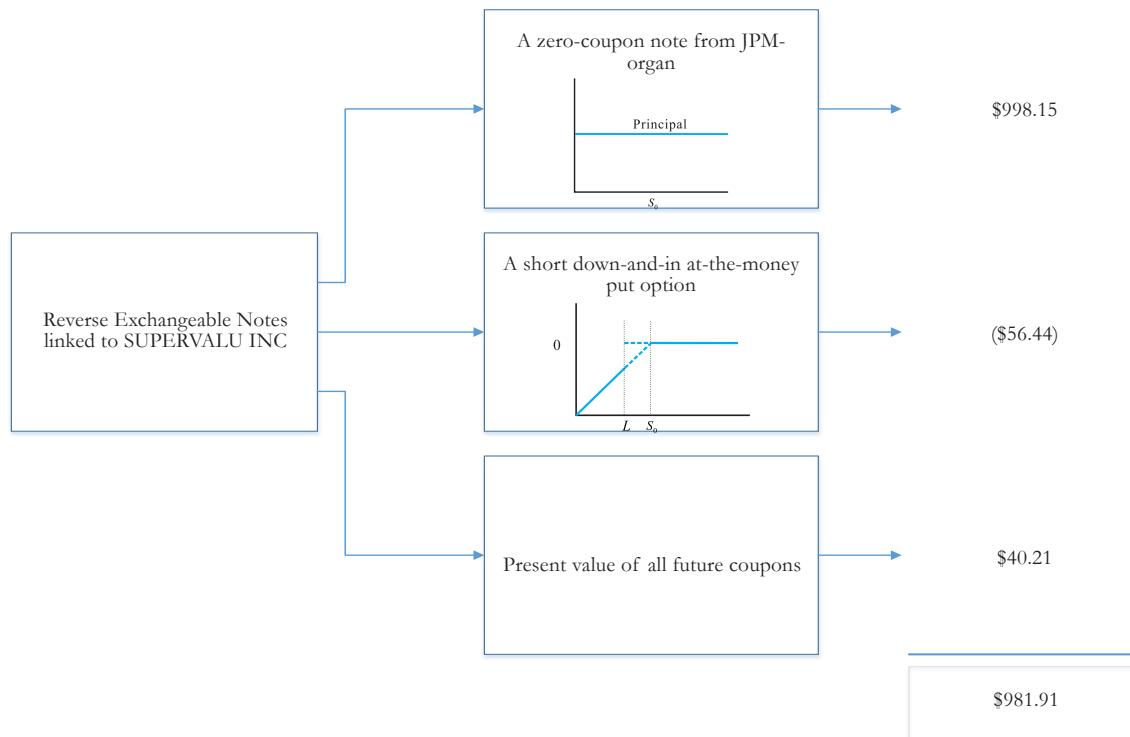 A zero-coupon note from JPM-
organ
Principal
S₀
$998.15
Reverse Exchangeable Notes
linked to SUPERVALU INC
A short down-and-in at-the-money
put option
0
L S₀
($56.44)
Present value of all future coupons
$40.21
$981.91